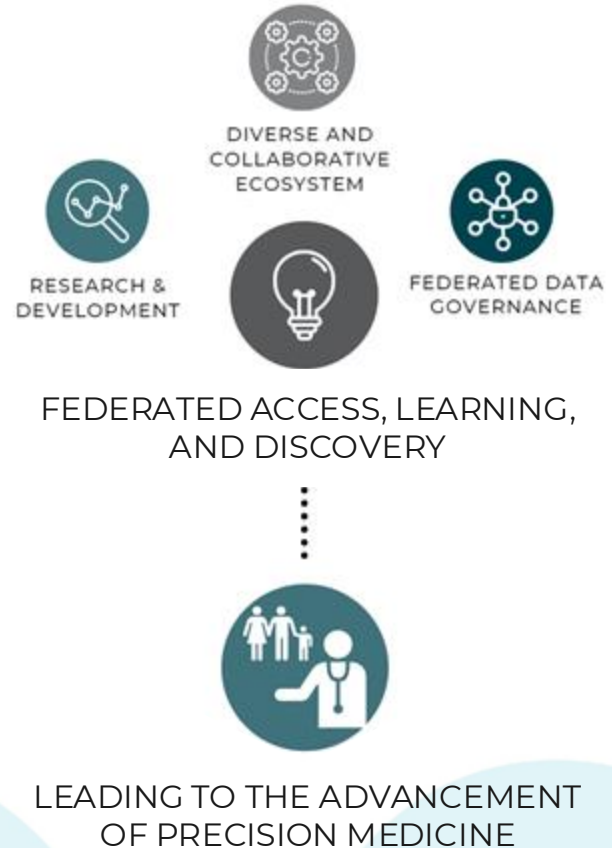 DIVERSE AND
COLLABORATIVE
ECOSYSTEM
RESEARCH &
DEVELOPMENT
FEDERATED DATA
GOVERNANCE
FEDERATED ACCESS, LEARNING,
AND DISCOVERY
LEADING TO THE ADVANCEMENT
OF PRECISION MEDICINE